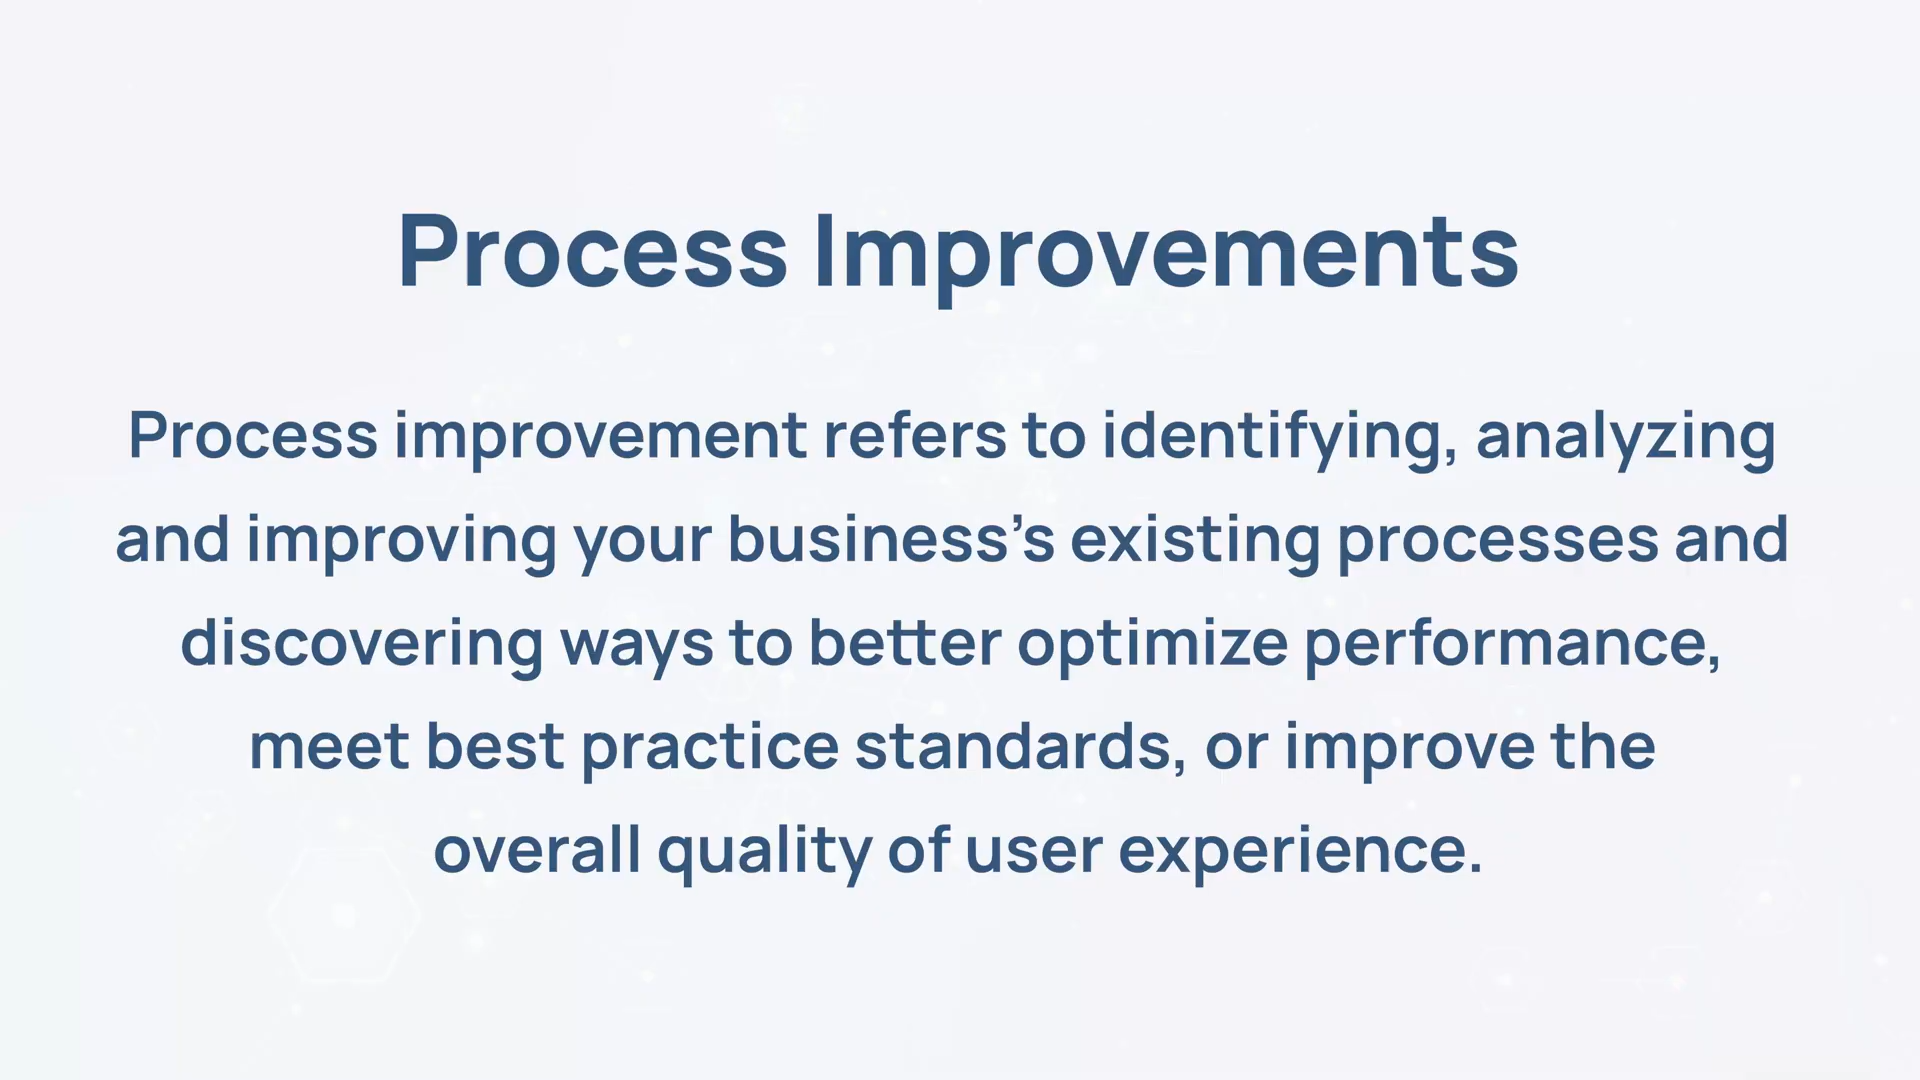 Process Improvements
Process improvement refers to identifying, analyzing
and improving your business’s existing processes and
discovering ways to better optimize performance,
meet best practice standards, or improve the
overall quality of user experience.